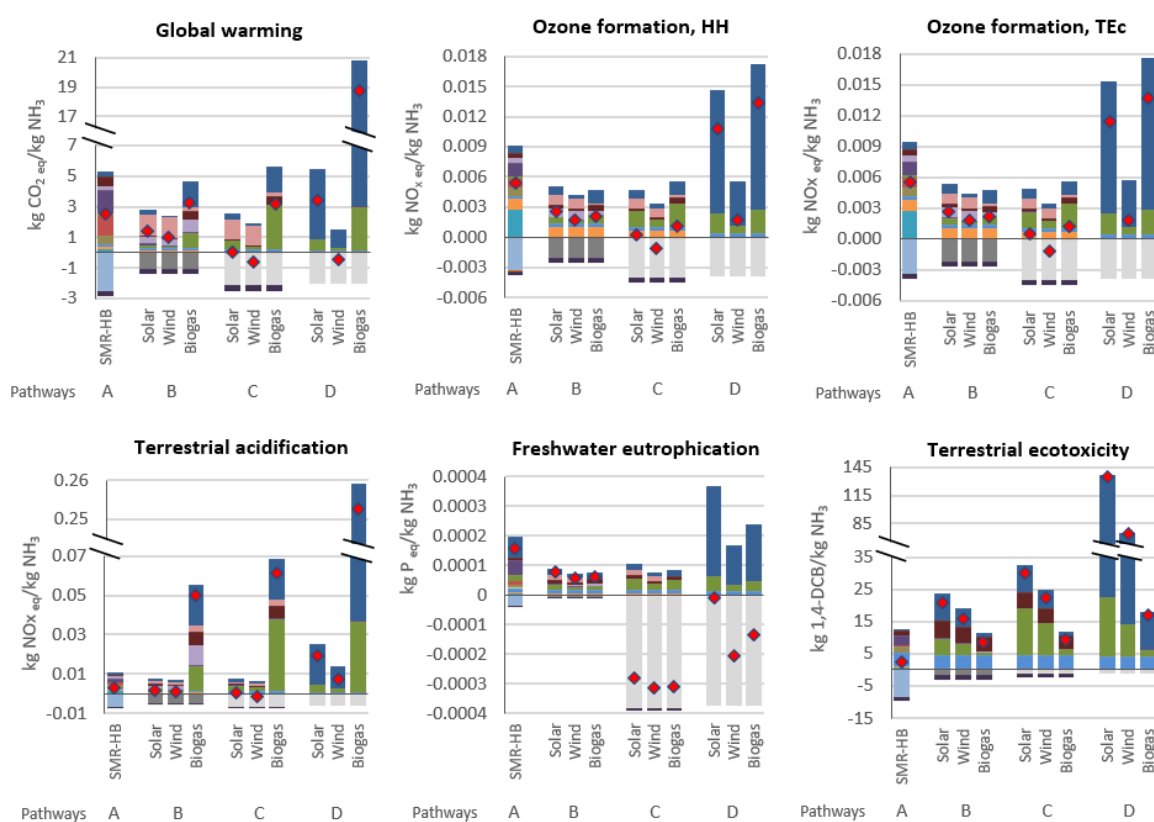 Global warming
kg CO2 eq/kg NH3
21
19
17
7
5
3
1
-1
-3
SMR-HB
Solar
Wind
Biogas
Solar
Wind
Biogas
Solar
Wind
Biogas
Pathways A B C D
Ozone formation, HH
kg NOx eq/kg NH3
0.018
0.015
0.012
0.009
0.006
0.003
0.000
-0.003
-0.006
SMR-HB
Solar
Wind
Biogas
Solar
Wind
Biogas
Solar
Wind
Biogas
Pathways A B C D
Ozone formation, TEc
kg NOx eq/kg NH3
0.018
0.015
0.012
0.009
0.006
0.003
0.000
-0.003
-0.006
SMR-HB
Solar
Wind
Biogas
Solar
Wind
Biogas
Solar
Wind
Biogas
Pathways A B C D
Terrestrial acidification
kg NOx eq/kg NH3
0.26
0.25
0.07
0.05
0.03
0.01
-0.01
SMR-HB
Solar
Wind
Biogas
Solar
Wind
Biogas
Solar
Wind
Biogas
Pathways A B C D
Freshwater eutrophication
kg P eq/kg NH3
0.0004
0.0003
0.0002
0.0001
0
-0.0001
-0.0002
-0.0003
-0.0004
SMR-HB
Solar
Wind
Biogas
Solar
Wind
Biogas
Solar
Wind
Biogas
Pathways A B C D
Terrestrial ecotoxicity
kg 1,4-DCB/kg NH3
145
115
85
35
25
15
5
-5
-15
SMR-HB
Solar
Wind
Biogas
Solar
Wind
Biogas
Solar
Wind
Biogas
Pathways A B C D